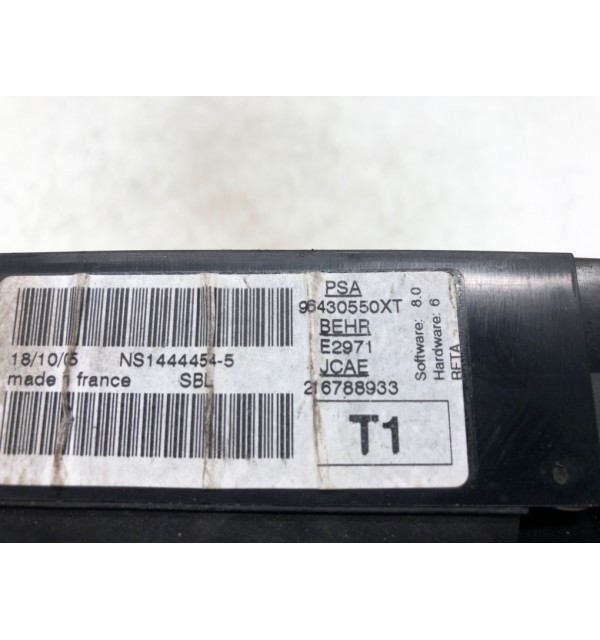 18/10/05 NS1444454-5
made in france SBL
PSA
96430550XT
BEHR
E2971
JCAE
216788933
T1
Software: 8.0
Hardware: 6
BFTA